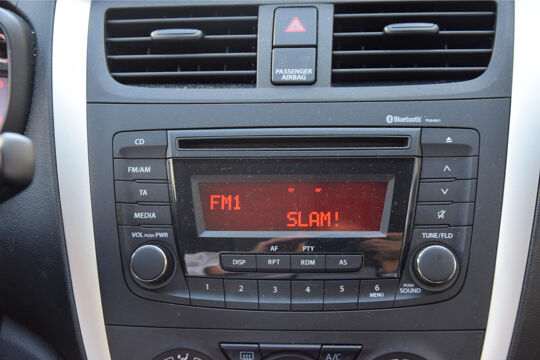 PASSENGER
AIRBAG
Bluetooth
CD
FM/AM
TA
MEDIA
VOL PUSH PWR
TP AF
FM1
SLAM!
AF PTY
DISP RPT RDM AS
1 2 3 4 5 6
MENU
TUNE/FLD
PUSH
SOUND
A/C